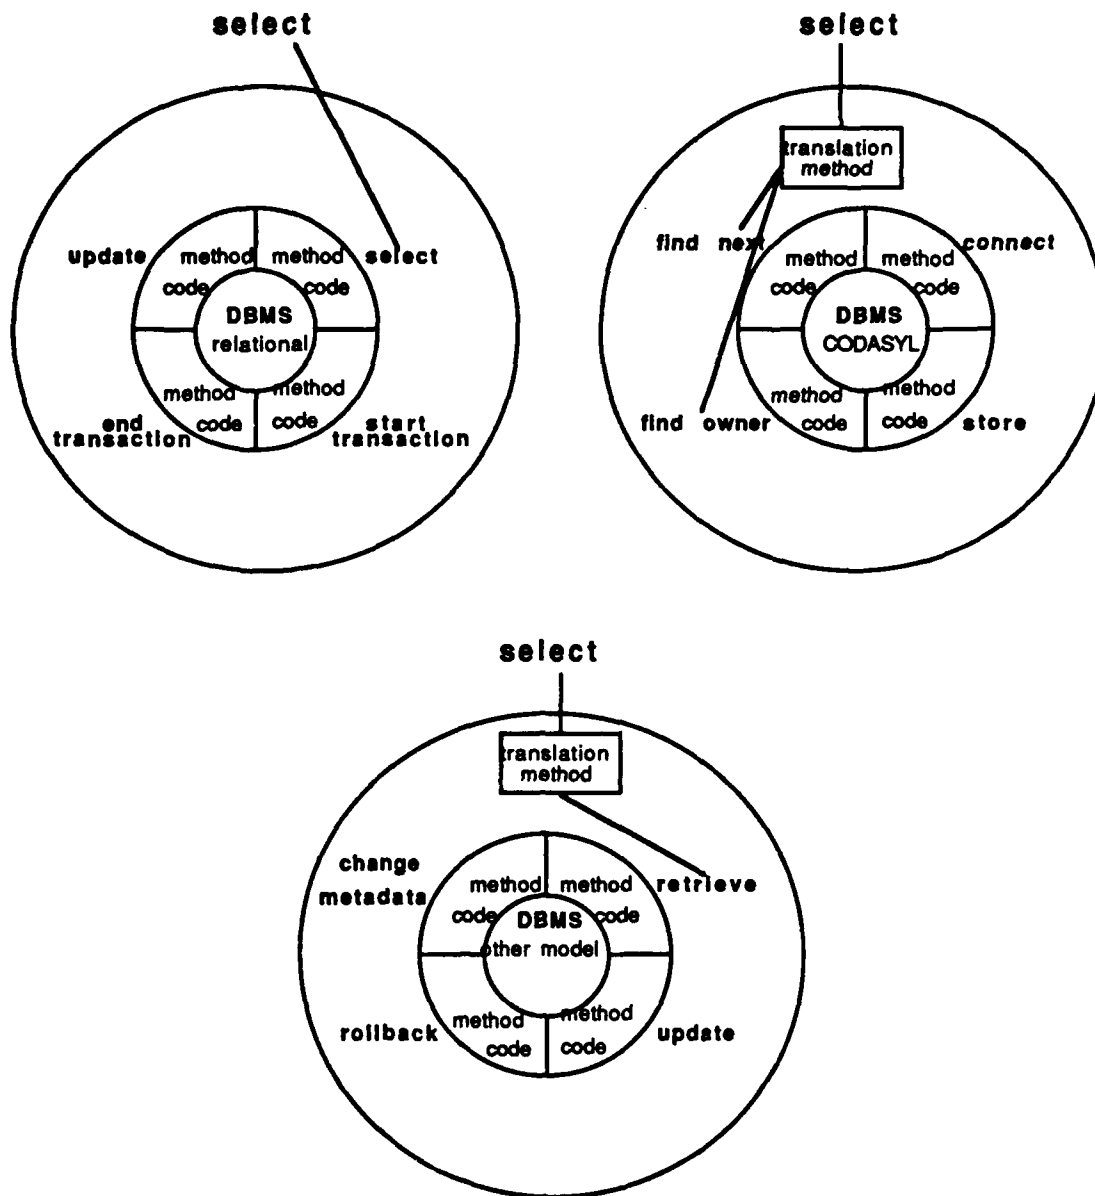 select
update
method
code
method
code
select
DBMS
relational
end
transaction
method
code
method
code
start
transaction
select
translation
method
find next
method
code
method
code
connect
DBMS
CODASYL
find owner
method
code
method
code
store
select
translation
method
change
metadata
method
code
method
code
retrieve
DBMS
other model
rollback
method
code
method
code
update